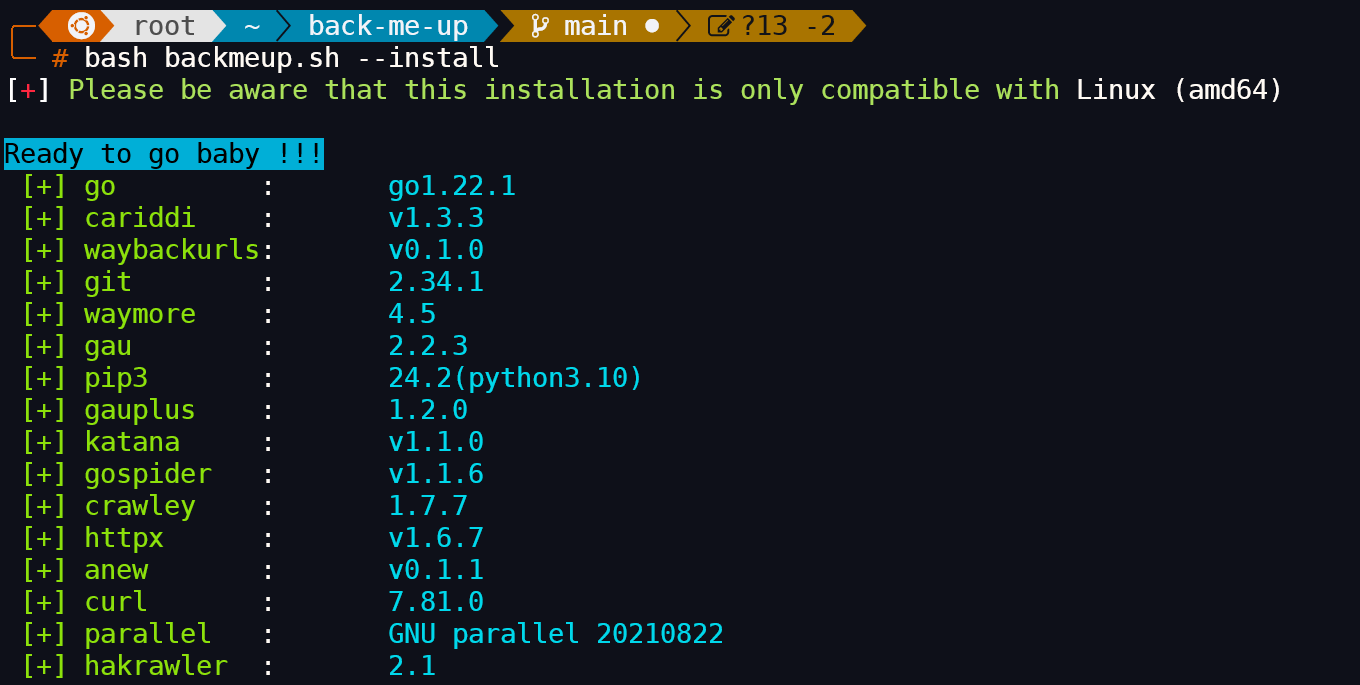 root ~ back-me-up main ● ?13 -2
# bash backmeup.sh --install
[+] Please be aware that this installation is only compatible with Linux (amd64)
Ready to go baby !!!
[+] go : go1.22.1
[+] cariddi : v1.3.3
[+] waybackurls: v0.1.0
[+] git : 2.34.1
[+] waymore : 4.5
[+] gau : 2.2.3
[+] pip3 : 24.2(python3.10)
[+] gauplus : 1.2.0
[+] katana : v1.1.0
[+] gospider : v1.1.6
[+] crawley : 1.7.7
[+] httpx : v1.6.7
[+] anew : v0.1.1
[+] curl : 7.81.0
[+] parallel : GNU parallel 20210822
[+] hakrawler : 2.1